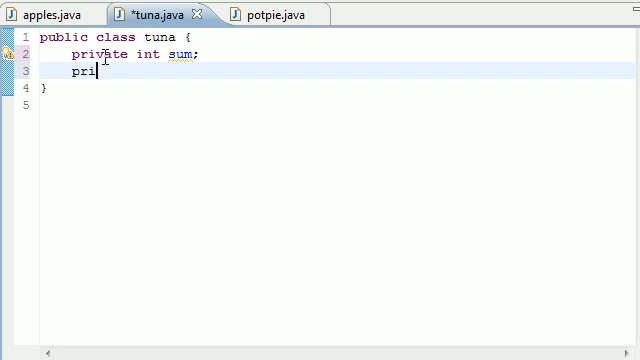 apples.java *tuna.java potpie.java
1 public class tuna {
2 private int sum;
3 pri
4 }
5